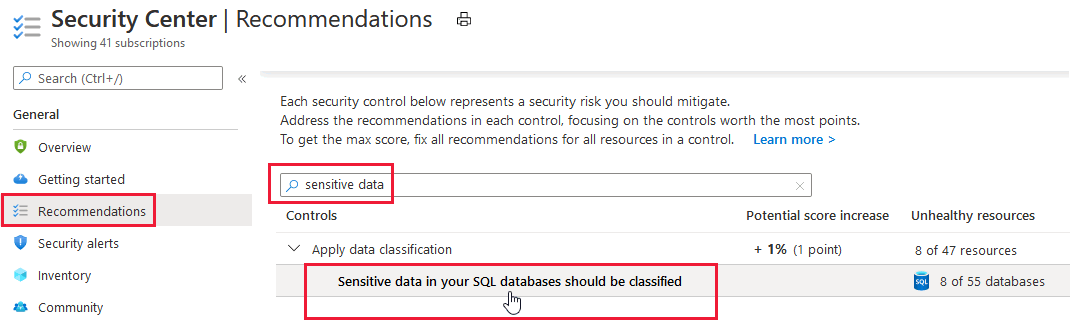 Security Center | Recommendations
Showing 41 subscriptions
Search (Ctrl+/)
«
General
Overview
Getting started
Recommendations
Security alerts
Inventory
Community
Each security control below represents a security risk you should mitigate.
Address the recommendations in each control, focusing on the controls worth the most points.
To get the max score, fix all recommendations for all resources in a control. Learn more >
sensitive data
Controls Potential score increase Unhealthy resources
Apply data classification + 1% (1 point) 8 of 47 resources
Sensitive data in your SQL databases should be classified SQL 8 of 55 databases